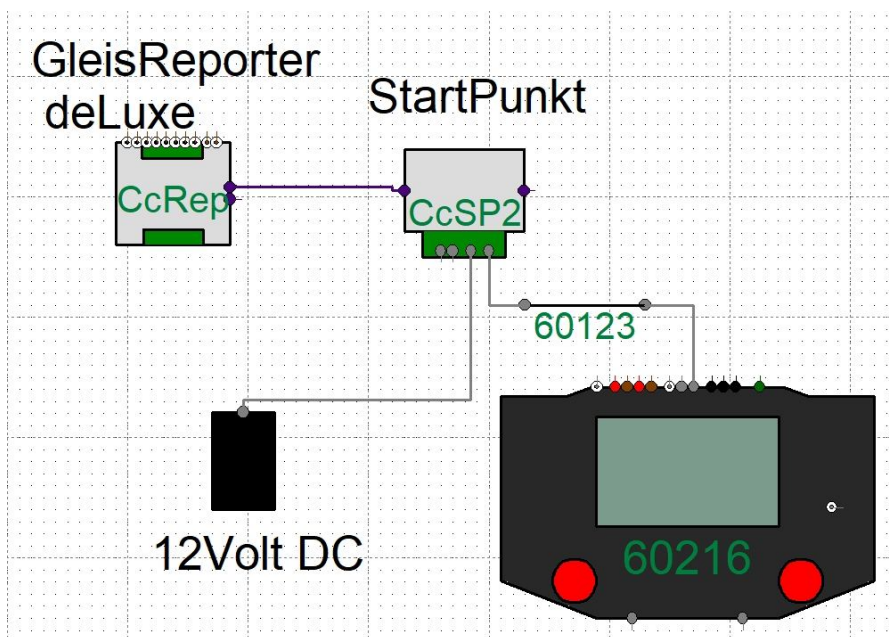 GleisReporter
deLuxe
StartPunkt
CcRep
CcSP2
60123
12Volt DC
60216